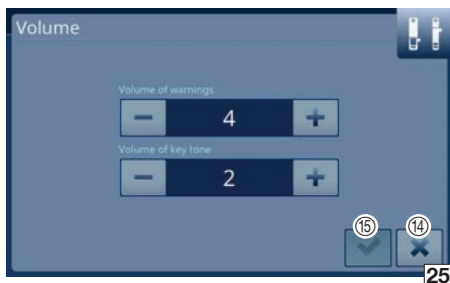 Volume
Volume of warnings
− 4 +
Volume of key tone
− 2 +
⑮ ⑭
25